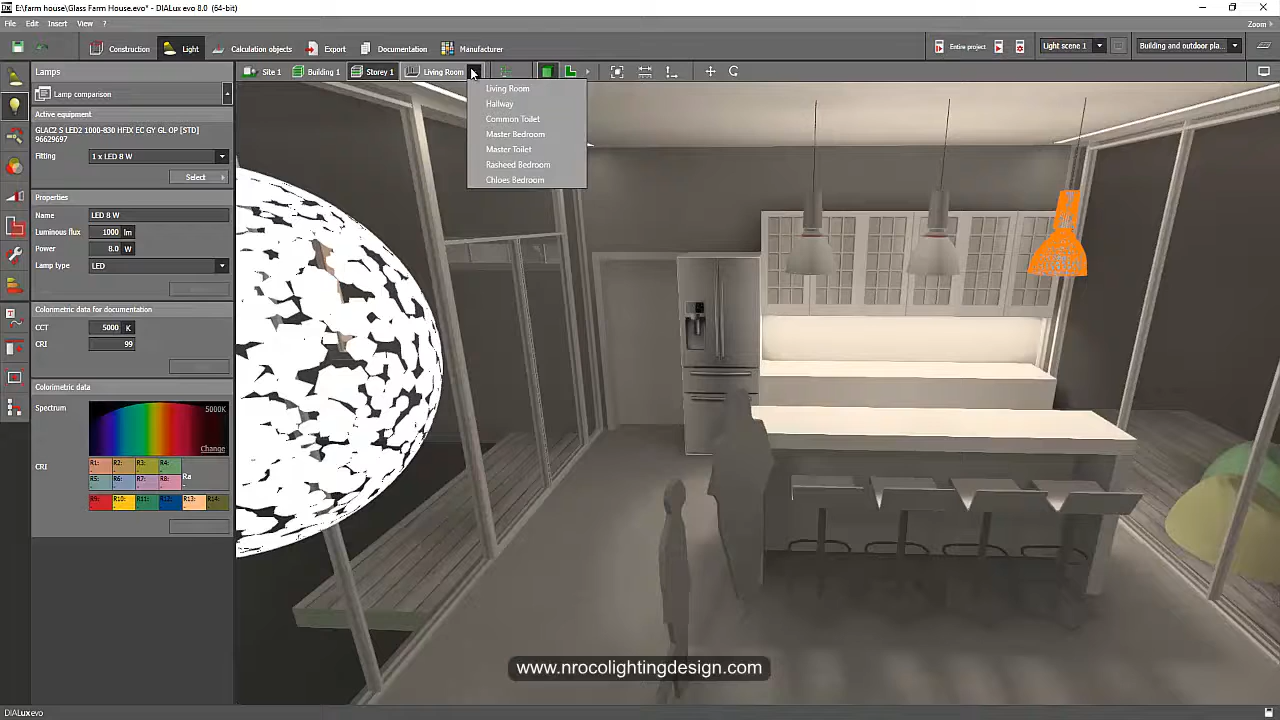 E:\farm house\Glass Farm House.evo* - DIALux evo 8.0 (64-bit)
File Edit Insert View ?
Zoom
Construction Light Calculation objects Export Documentation Manufacturer
Entire project Light scene 1 Building and outdoor pla...
Lamps
Site 1 Building 1 Storey 1 Living Room
Lamp comparison
Active equipment
GLAC2 S LED2 1000-830 HFIX EC GY GL OP [STD]
96629697
Fitting 1 x LED 8 W
Select
Properties
Name LED 8 W
Luminous flux 1000 lm
Power 8.0 W
Lamp type LED
Colorimetric data for documentation
CCT 5000 K
CRI 99
Colorimetric data
Spectrum 5000K
Change
CRI R1: R2: R3: R4: Ra
R5: R6: R7: R8: -
R9: R10: R11: R12: R13: R14:
Living Room
Hallway
Common Toilet
Master Bedroom
Master Toilet
Rasheed Bedroom
Chloes Bedroom
www.nrocolightingdesign.com
DIALux evo